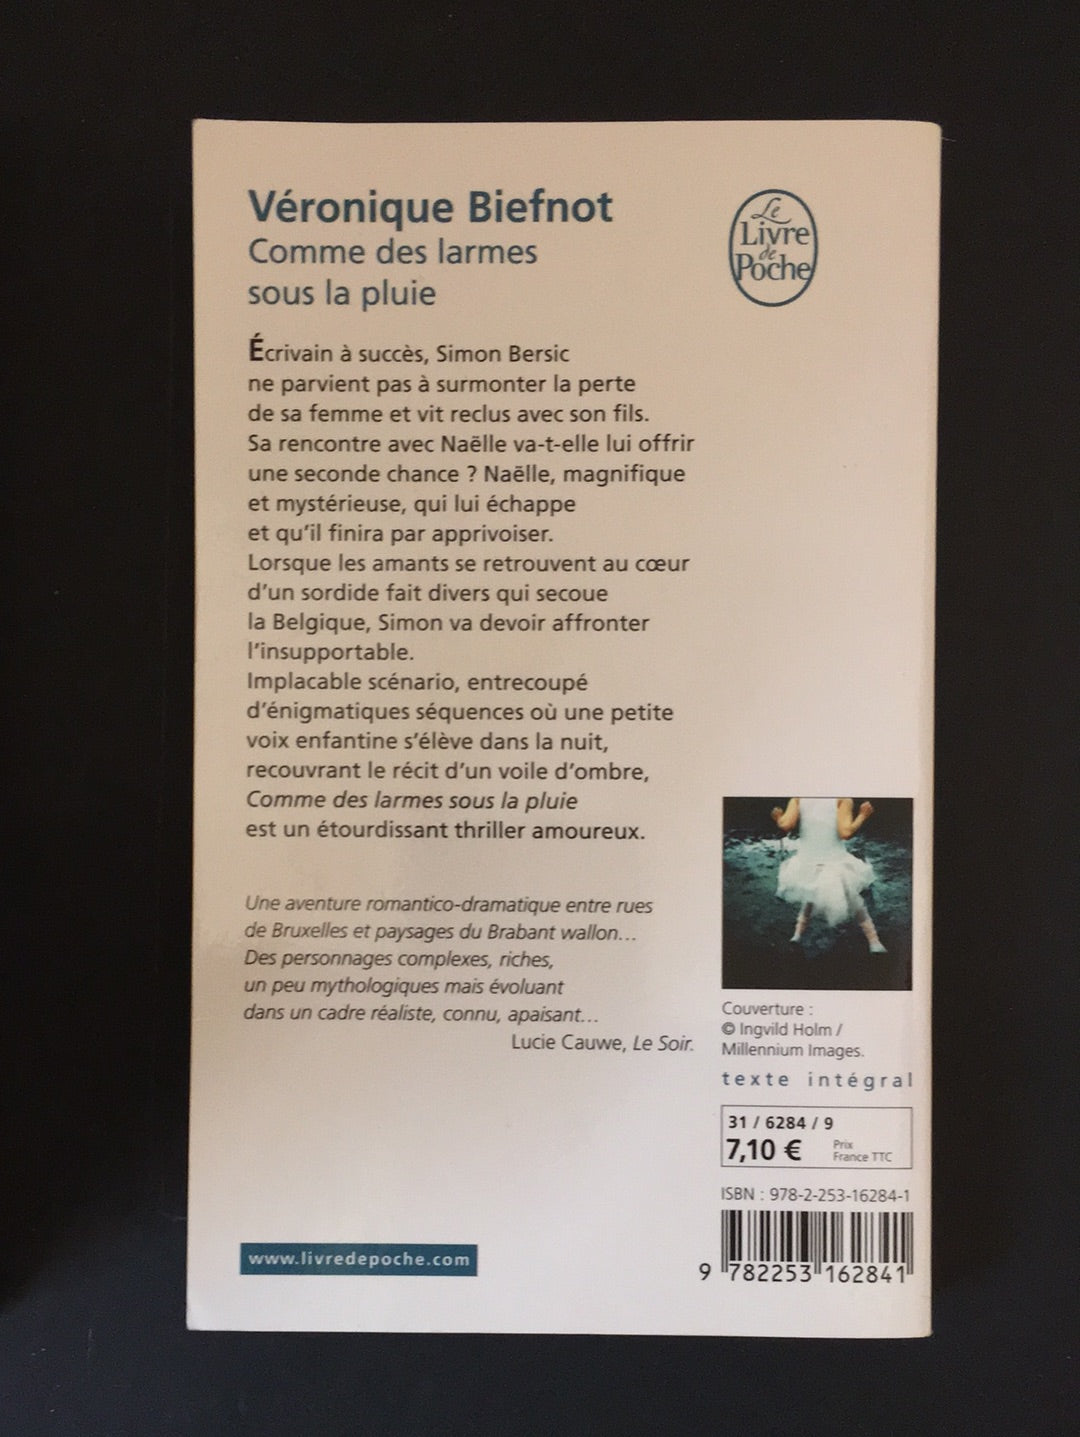 Véronique Biefnot
Comme des larmes
sous la pluie
Le
Livre
de
Poche
Écrivain à succès, Simon Bersic
ne parvient pas à surmonter la perte
de sa femme et vit reclus avec son fils.
Sa rencontre avec Naëlle va-t-elle lui offrir
une seconde chance ? Naëlle, magnifique
et mystérieuse, qui lui échappe
et qu'il finira par apprivoiser.
Lorsque les amants se retrouvent au cœur
d'un sordide fait divers qui secoue
la Belgique, Simon va devoir affronter
l'insupportable.
Implacable scénario, entrecoupé
d'énigmatiques séquences où une petite
voix enfantine s'élève dans la nuit,
recouvrant le récit d'un voile d'ombre,
Comme des larmes sous la pluie
est un étourdissant thriller amoureux.
Une aventure romantico-dramatique entre rues
de Bruxelles et paysages du Brabant wallon...
Des personnages complexes, riches,
un peu mythologiques mais évoluant
dans un cadre réaliste, connu, apaisant...
Lucie Cauwe, Le Soir.
Couverture :
© Ingvild Holm /
Millennium Images.
texte intégral
31 / 6284 / 9
7,10 € Prix
France TTC
ISBN : 978-2-253-16284-1
9 782253 162841
www.livredepoche.com